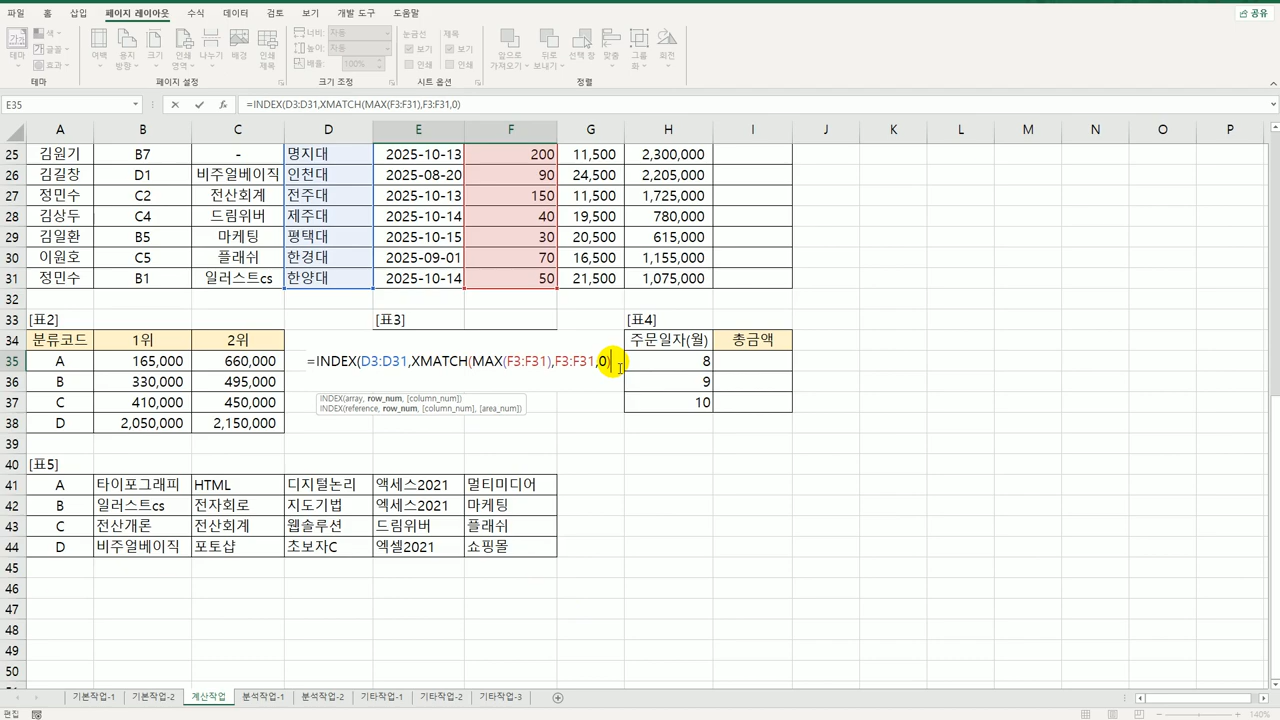 파일 홈 삽입 페이지 레이아웃 수식 데이터 검토 보기 개발 도구 도움말 공유
가가 색 너비: 자동 눈금선 제목
글꼴 높이: 자동 보기 보기
효과 배율: 100% 인쇄 인쇄
테마 여백 용지 방향 크기 인쇄 영역 나누기 배경 인쇄 제목 앞으로 가져오기 뒤로 보내기 선택 창 맞춤 그룹화 회전
테마 페이지 설정 크기 조정 시트 옵션 정렬
E35 fx =INDEX(D3:D31,XMATCH(MAX(F3:F31),F3:F31,0)
A B C D E F G H I J K L M N O P
25 김원기 B7 - 명지대 2025-10-13 200 11,500 2,300,000
26 김길창 D1 비주얼베이직 인천대 2025-08-20 90 24,500 2,205,000
27 정민수 C2 전산회계 전주대 2025-10-13 150 11,500 1,725,000
28 김상두 C4 드림위버 제주대 2025-10-14 40 19,500 780,000
29 김일환 B5 마케팅 평택대 2025-10-15 30 20,500 615,000
30 이원호 C5 플래쉬 한경대 2025-09-01 70 16,500 1,155,000
31 정민수 B1 일러스트cs 한양대 2025-10-14 50 21,500 1,075,000
32
33 [표2] [표3] [표4]
34 분류코드 1위 2위 주문일자(월) 총금액
35 A 165,000 660,000 =INDEX(D3:D31,XMATCH(MAX(F3:F31),F3:F31,0) 8
36 B 330,000 495,000 9
INDEX(array, row_num, [column_num])
INDEX(reference, row_num, [column_num], [area_num])
37 C 410,000 450,000 10
38 D 2,050,000 2,150,000
39
40 [표5]
41 A 타이포그래피 HTML 디지털논리 액세스2021 멀티미디어
42 B 일러스트cs 전자회로 지도기법 엑세스2021 마케팅
43 C 전산개론 전산회계 웹솔루션 드림위버 플래쉬
44 D 비주얼베이직 포토샵 초보자C 엑셀2021 쇼핑몰
45
46
47
48
49
50
기본작업-1 기본작업-2 계산작업 분석작업-1 분석작업-2 기타작업-1 기타작업-2 기타작업-3
편집 140%